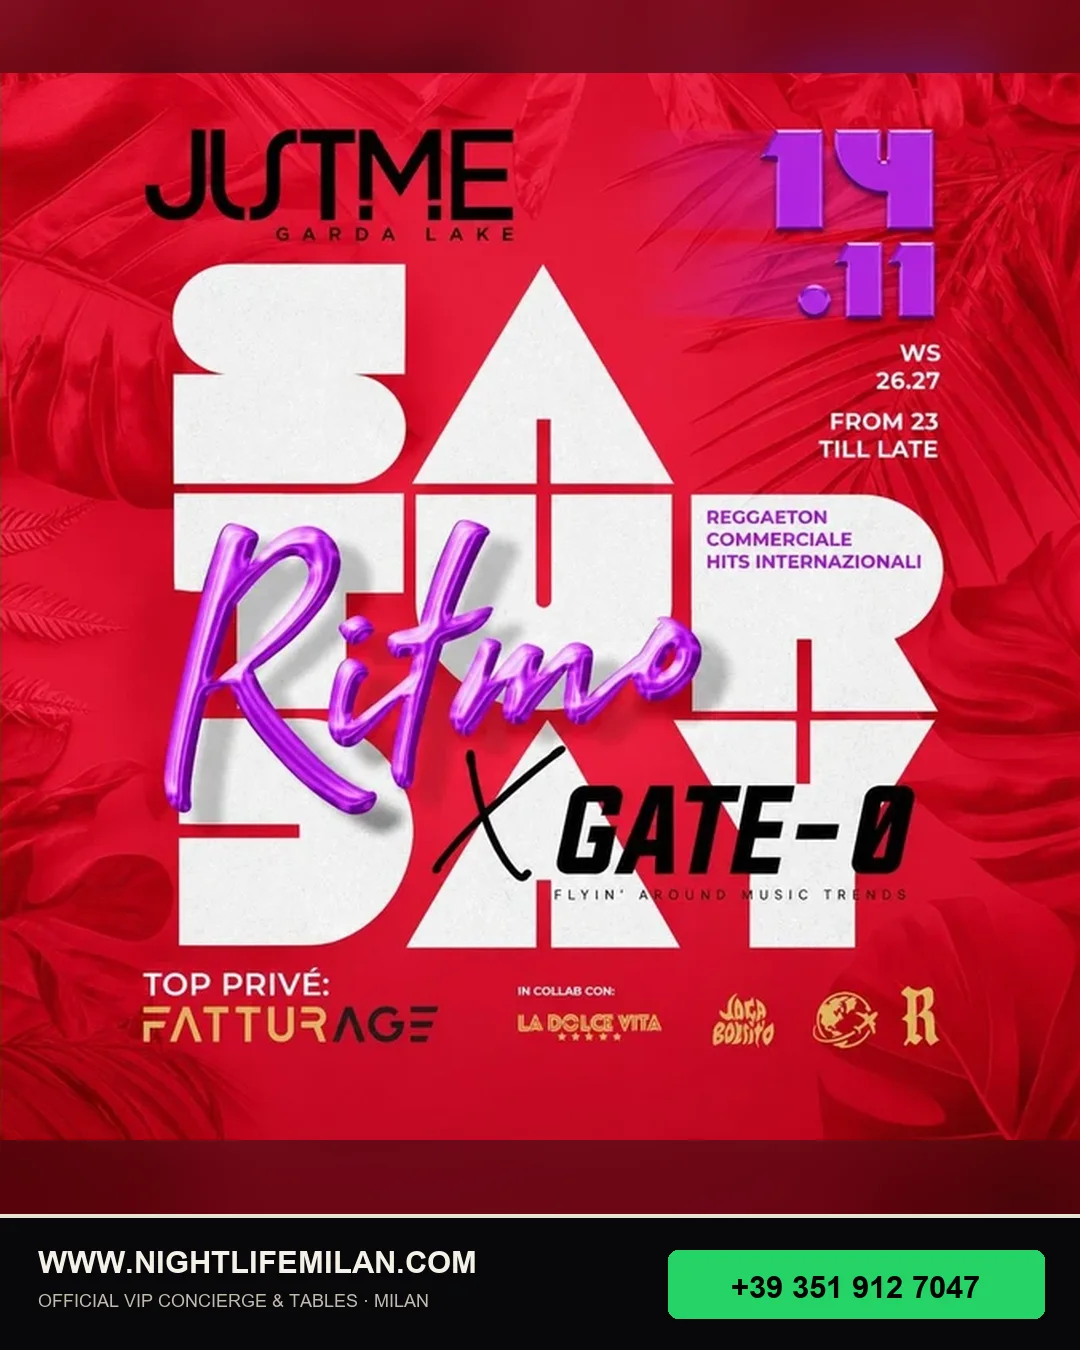 JUSTME
GARDA LAKE
14
.11
WS
26.27
FROM 23
TILL LATE
SATURDAY
REGGAETON
COMMERCIALE
HITS INTERNAZIONALI
Ritmo
X GATE-0
FLYIN' AROUND MUSIC TRENDS
TOP PRIVÉ:
FATTURAGE
IN COLLAB CON:
LA DOLCE VITA
R
WWW.NIGHTLIFEMILAN.COM
OFFICIAL VIP CONCIERGE & TABLES · MILAN
+39 351 912 7047